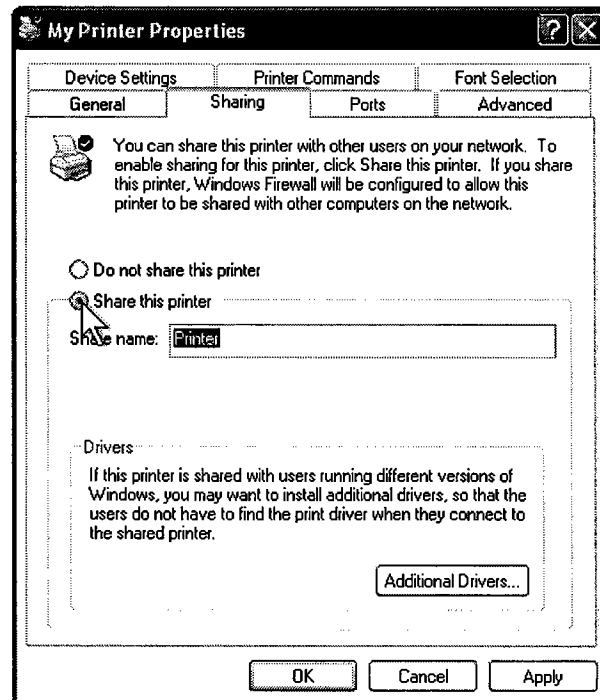 My Printer Properties
Device Settings Printer Commands Font Selection
General Sharing Ports Advanced
You can share this printer with other users on your network. To
enable sharing for this printer, click Share this printer. If you share
this printer, Windows Firewall will be configured to allow this
printer to be shared with other computers on the network.
Do not share this printer
Share this printer
Share name: Printer
Drivers
If this printer is shared with users running different versions of
Windows, you may want to install additional drivers, so that the
users do not have to find the print driver when they connect to
the shared printer.
Additional Drivers...
OK Cancel Apply